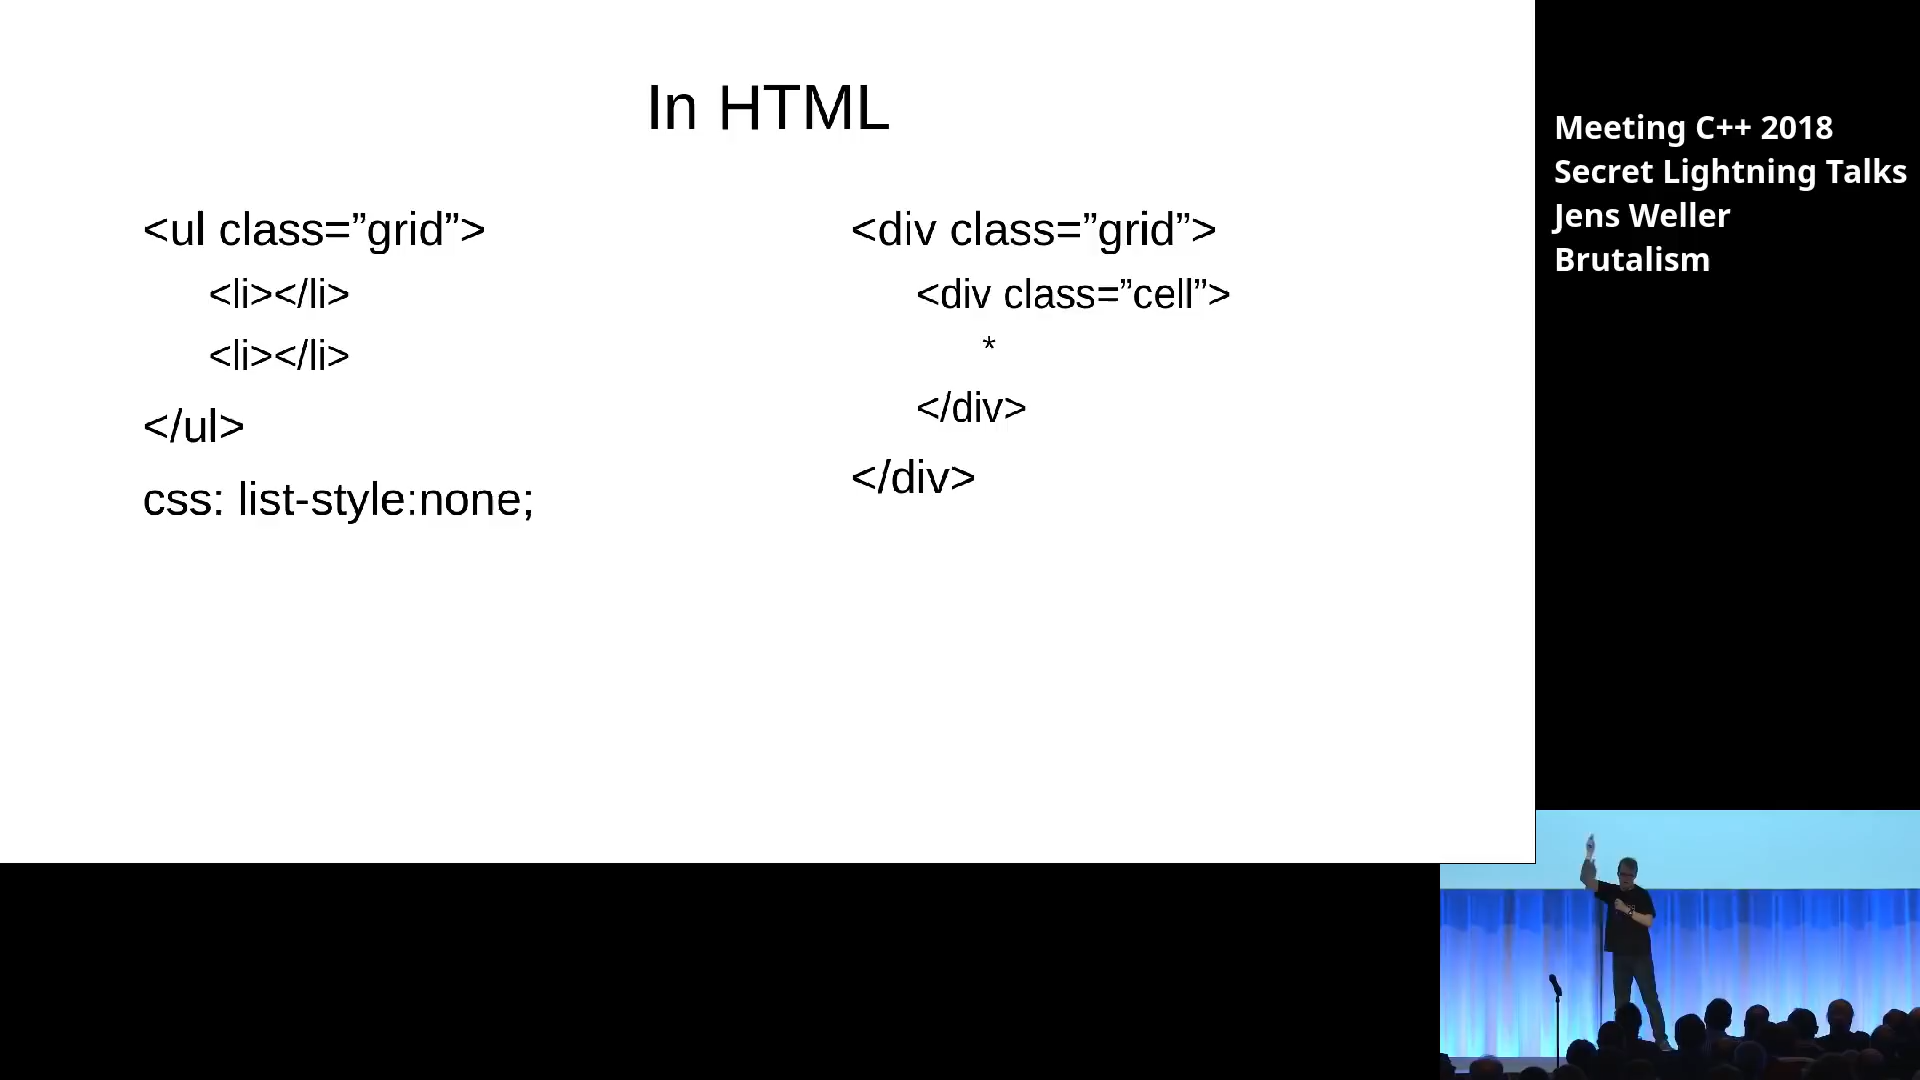 In HTML
<ul class=”grid”>
<li></li>
<li></li>
</ul>
css: list-style:none;
<div class=”grid”>
<div class=”cell”>
*
</div>
</div>
Meeting C++ 2018
Secret Lightning Talks
Jens Weller
Brutalism